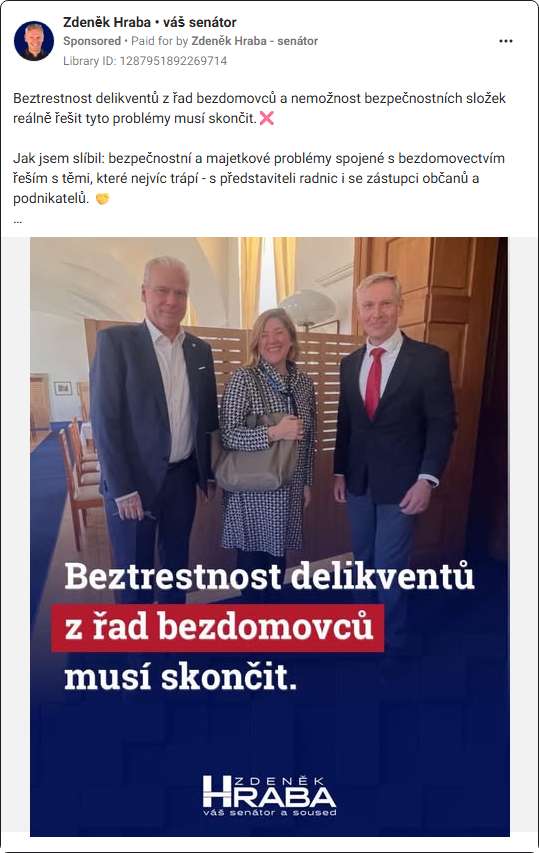 Zdeněk Hraba • váš senátor
Sponsored • Paid for by Zdeněk Hraba - senátor
Library ID: 1287951892269714
Beztrestnost delikventů z řad bezdomovců a nemožnost bezpečnostních složek
reálně řešit tyto problémy musí skončit.❌
Jak jsem slíbil: bezpečnostní a majetkové problémy spojené s bezdomovectvím
řeším s těmi, které nejvíc trápí - s představiteli radnic i se zástupci občanů a
podnikatelů. 🤝
...
Beztrestnost delikventů
z řad bezdomovců
musí skončit.
ZDENĚK
HRABA
váš senátor a soused